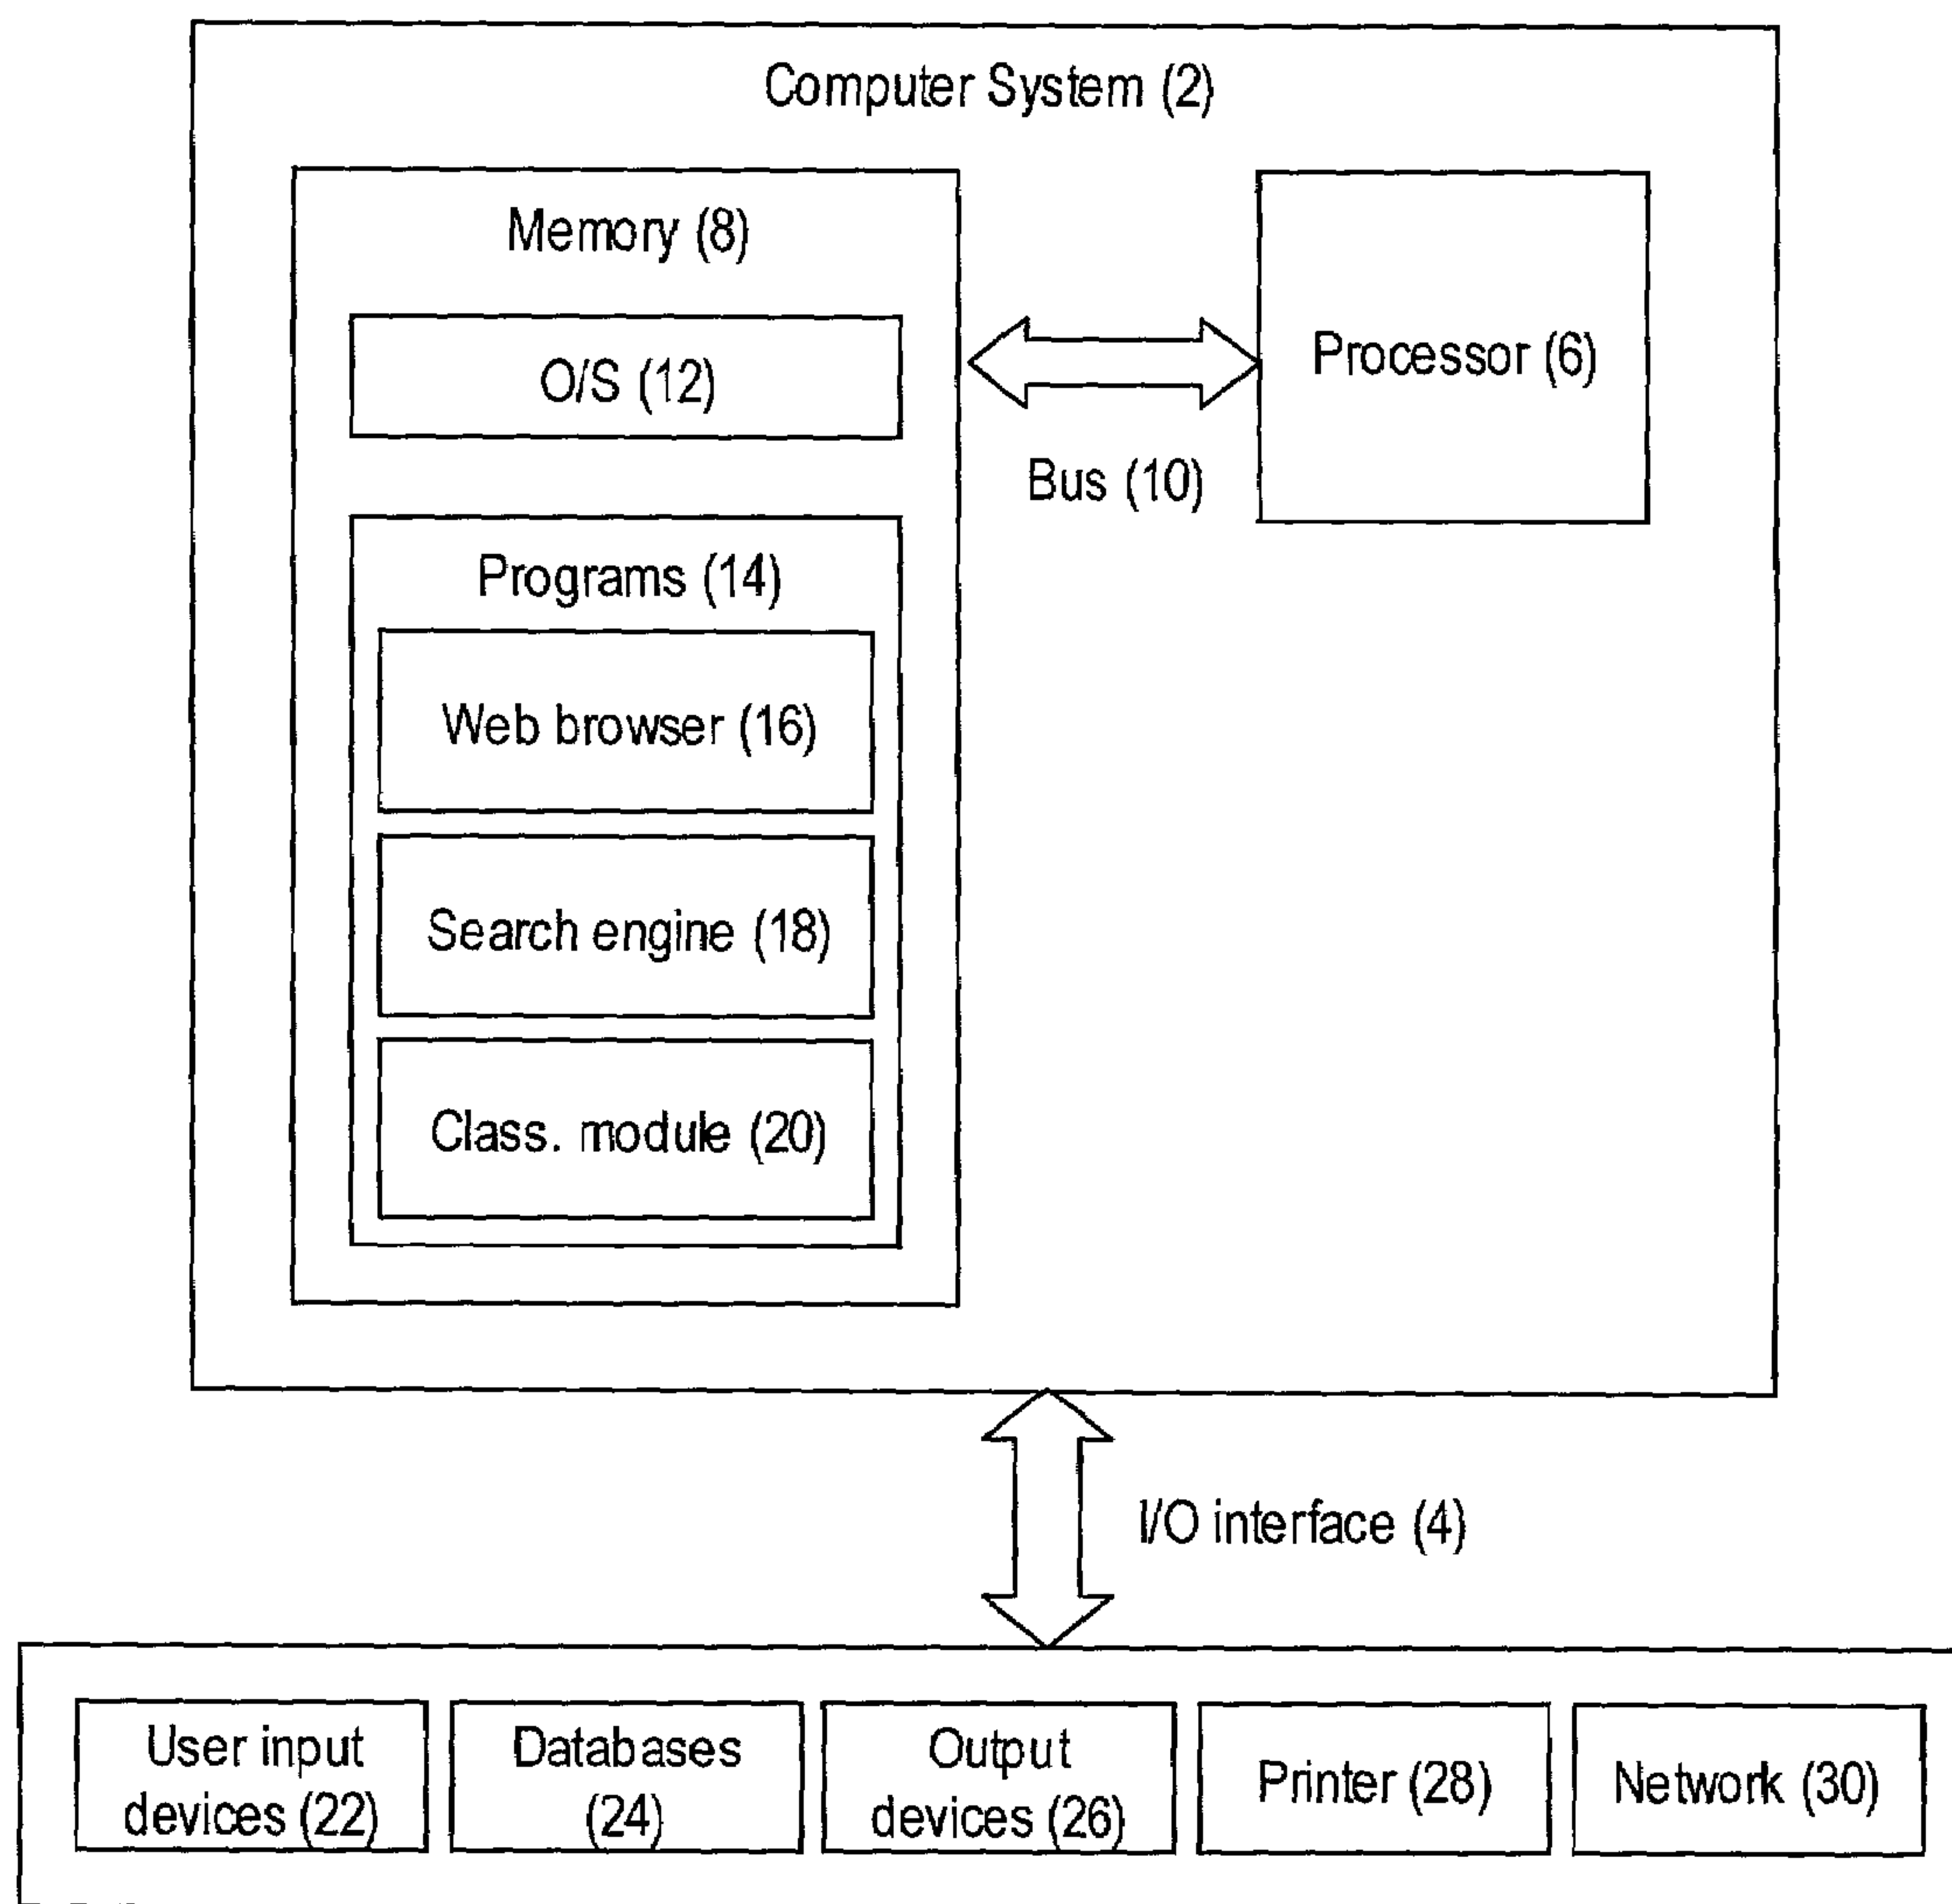 Computer System (2)
Memory (8)
O/S (12)
Processor (6)
Bus (10)
Programs (14)
Web browser (16)
Search engine (18)
Class. module (20)
I/O interface (4)
User input
devices (22)
Databases
(24)
Output
devices (26)
Printer (28)
Network (30)